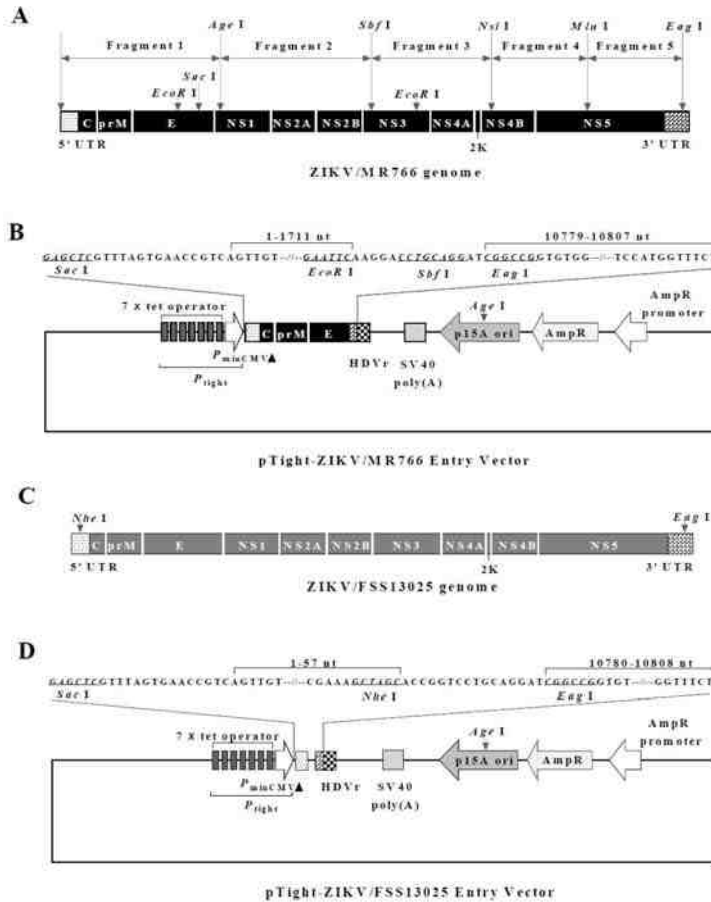 A
Age I Sbf I Nsi I Mlu I Eag I
Fragment 1 Fragment 2 Fragment 3 Fragment 4 Fragment 5
Sac I
EcoR I EcoR I
C prM E NS1 NS2A NS2B NS3 NS4A NS4B NS5
5' UTR 2K 3' UTR
ZIKV/MR766 genome
B
1-1711 nt 10779-10807 nt
GAGCTCGTTTAGTGAACCGTCAGTTGT--//--GAATTCAAGGACCTGCAGGATCGGCCGGTGTGG---//--TCCATGGTTTCT
Sac I EcoR I Sbf I Eag I
7 X tet operator Age I AmpR
promoter
C prM E p15A ori AmpR
PminCMV HDVr SV40
Ptight poly(A)
pTight-ZIKV/MR766 Entry Vector
C
Nhe I Eag I
C prM E NS1 NS2A NS2B NS3 NS4A NS4B NS5
5' UTR 2K 3' UTR
ZIKV/FSS13025 genome
D
1-57 nt 10780-10808 nt
GAGCTCGTTTAGTGAACCGTCAGTTGT--//--CGAAAGCTAGCACCGGTCCTGCAGGATCGGCCGGTGT---//--GGTTTCT
Sac I Nhe I Eag I
7 X tet operator Age I AmpR
promoter
p15A ori AmpR
PminCMV HDVr SV40
Ptight poly(A)
pTight-ZIKV/FSS13025 Entry Vector